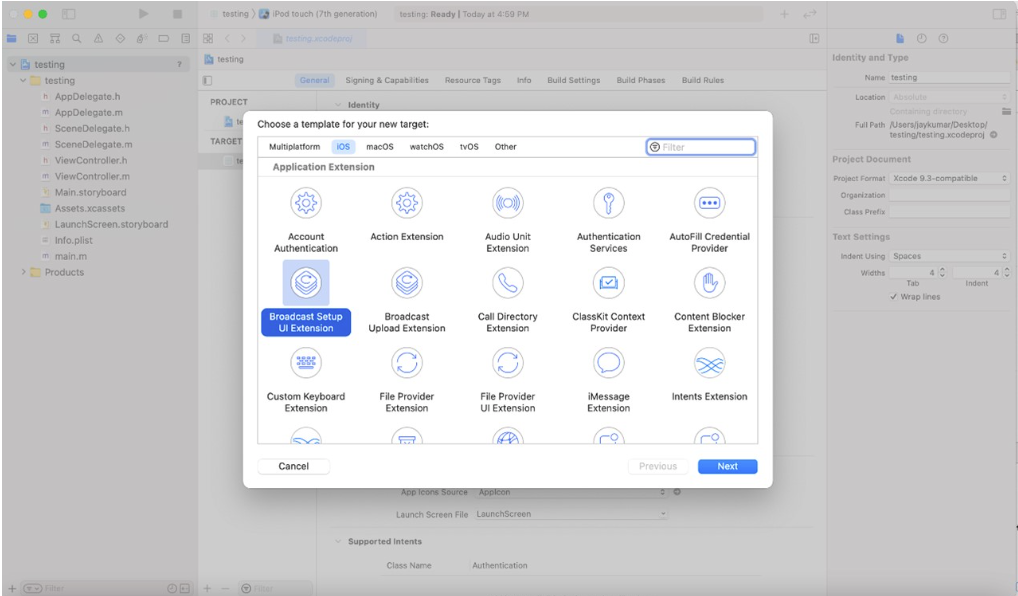 testing
iPod touch (7th generation)
testing: Ready | Today at 4:59 PM
testing.xcodeproj
testing
testing
General
Signing & Capabilities
Resource Tags
Info
Build Settings
Build Phases
Build Rules
testing
?
testing
h AppDelegate.h
m AppDelegate.m
h SceneDelegate.h
m SceneDelegate.m
h ViewController.h
m ViewController.m
Main.storyboard
Assets.xcassets
LaunchScreen.storyboard
Info.plist
m main.m
Products
Filter
PROJECT
te
TARGET
te
Identity
Choose a template for your new target:
Multiplatform
iOS
macOS
watchOS
tvOS
Other
Filter
Application Extension
Account
Authentication
Action Extension
Audio Unit
Extension
Authentication
Services
AutoFill Credential
Provider
Broadcast Setup
UI Extension
Broadcast
Upload Extension
Call Directory
Extension
ClassKit Context
Provider
Content Blocker
Extension
Custom Keyboard
Extension
File Provider
Extension
File Provider
UI Extension
iMessage
Extension
Intents Extension
Cancel
Previous
Next
App Icons Source AppIcon
Launch Screen File LaunchScreen
Supported Intents
Class Name Authentication
Filter
Identity and Type
Name testing
Location Absolute
Containing directory
Full Path /Users/jaykumar/Desktop/
testing/testing.xcodeproj
Project Document
Project Format Xcode 9.3-compatible
Organization
Class Prefix
Text Settings
Indent Using Spaces
Widths 4 4
Tab Indent
Wrap lines